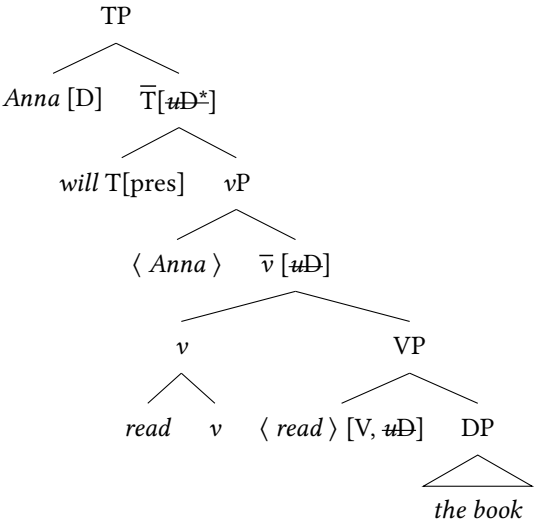 TP
Anna [D] T̅[uD*]
will T[pres] vP
⟨ Anna ⟩ v̅ [uD]
v VP
read v ⟨ read ⟩ [V, uD] DP
the book